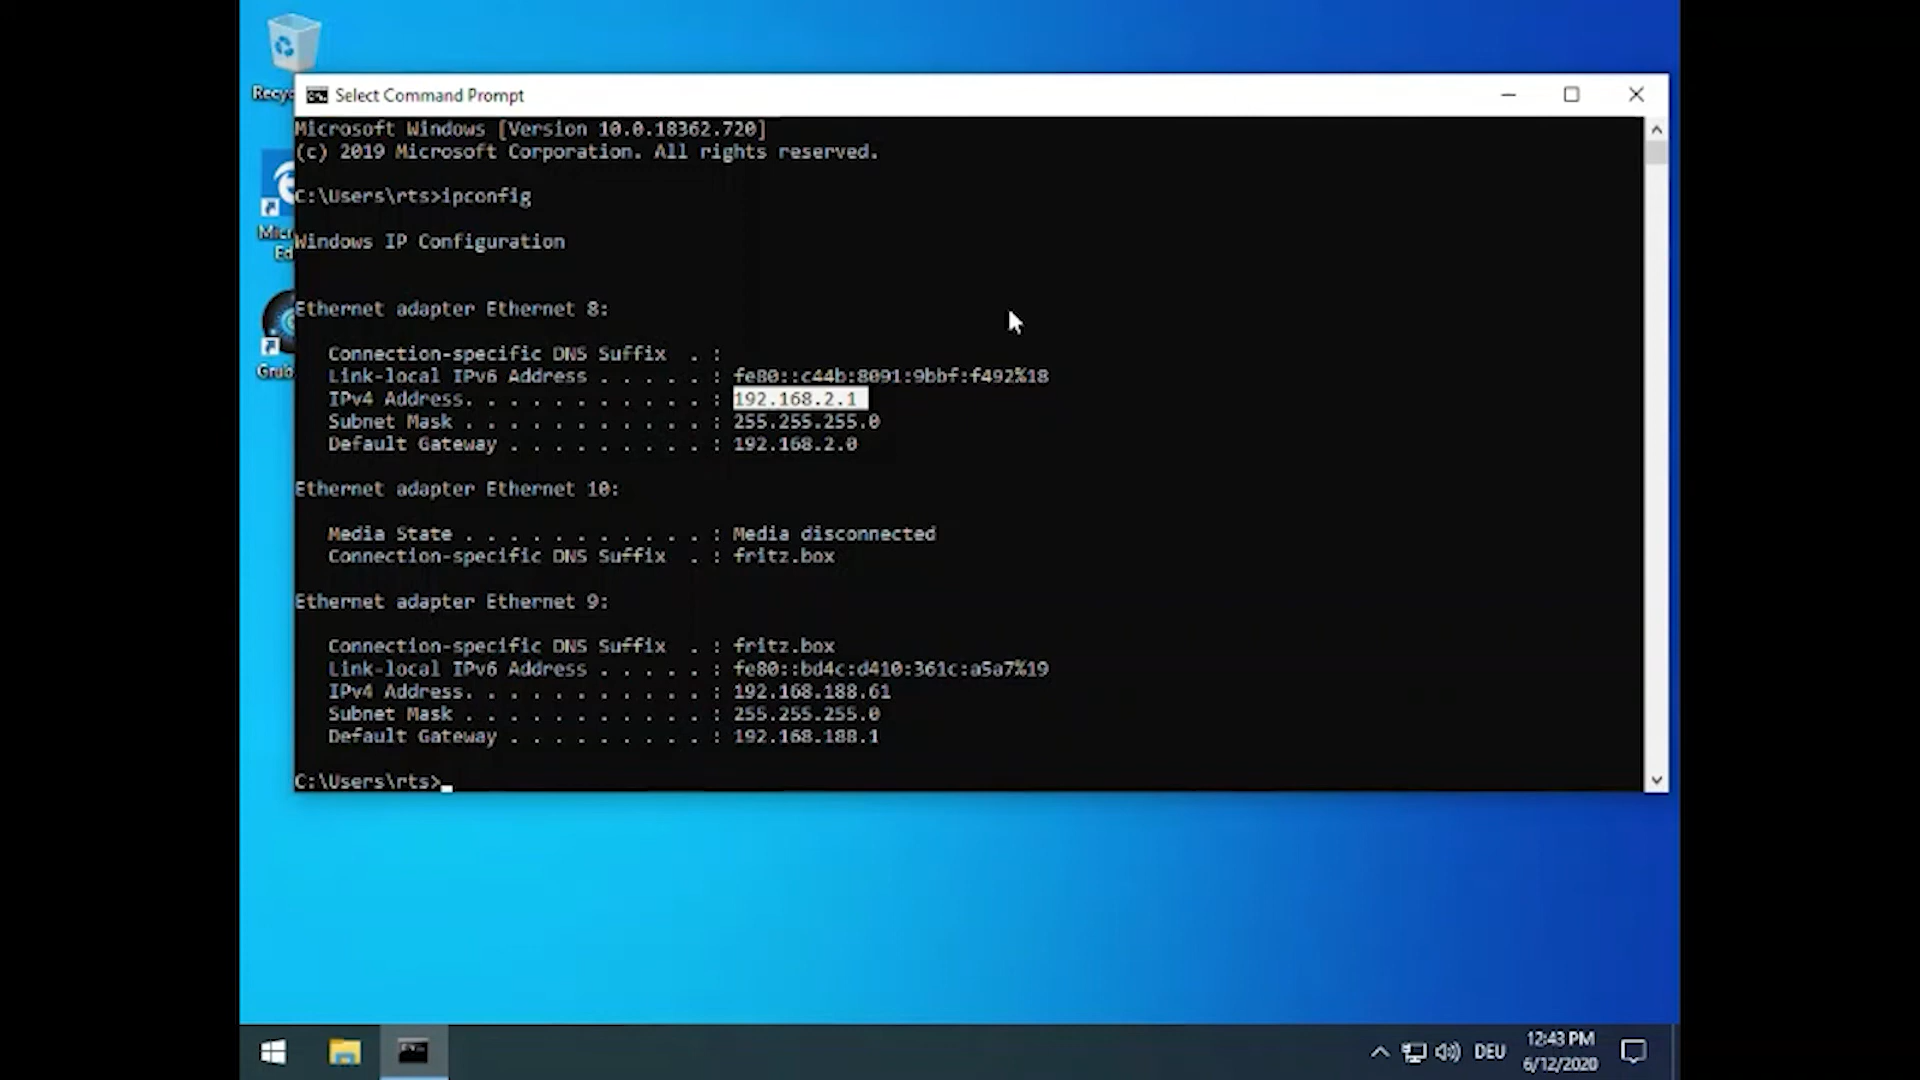 Select Command Prompt
Microsoft Windows [Version 10.0.18362.720]
(c) 2019 Microsoft Corporation. All rights reserved.
C:\Users\rts>ipconfig
Windows IP Configuration
Ethernet adapter Ethernet 8:
Connection-specific DNS Suffix . :
Link-local IPv6 Address . . . . . : fe80::c44b:8091:9bbf:f492%18
IPv4 Address. . . . . . . . . . . : 192.168.2.1
Subnet Mask . . . . . . . . . . . : 255.255.255.0
Default Gateway . . . . . . . . . : 192.168.2.0
Ethernet adapter Ethernet 10:
Media State . . . . . . . . . . . : Media disconnected
Connection-specific DNS Suffix . : fritz.box
Ethernet adapter Ethernet 9:
Connection-specific DNS Suffix . : fritz.box
Link-local IPv6 Address . . . . . : fe80::bd4c:d410:361c:a5a7%19
IPv4 Address. . . . . . . . . . . : 192.168.188.61
Subnet Mask . . . . . . . . . . . : 255.255.255.0
Default Gateway . . . . . . . . . : 192.168.188.1
C:\Users\rts>
Recyc
Micr
Ed
Grub
DEU
12:43 PM
6/12/2020